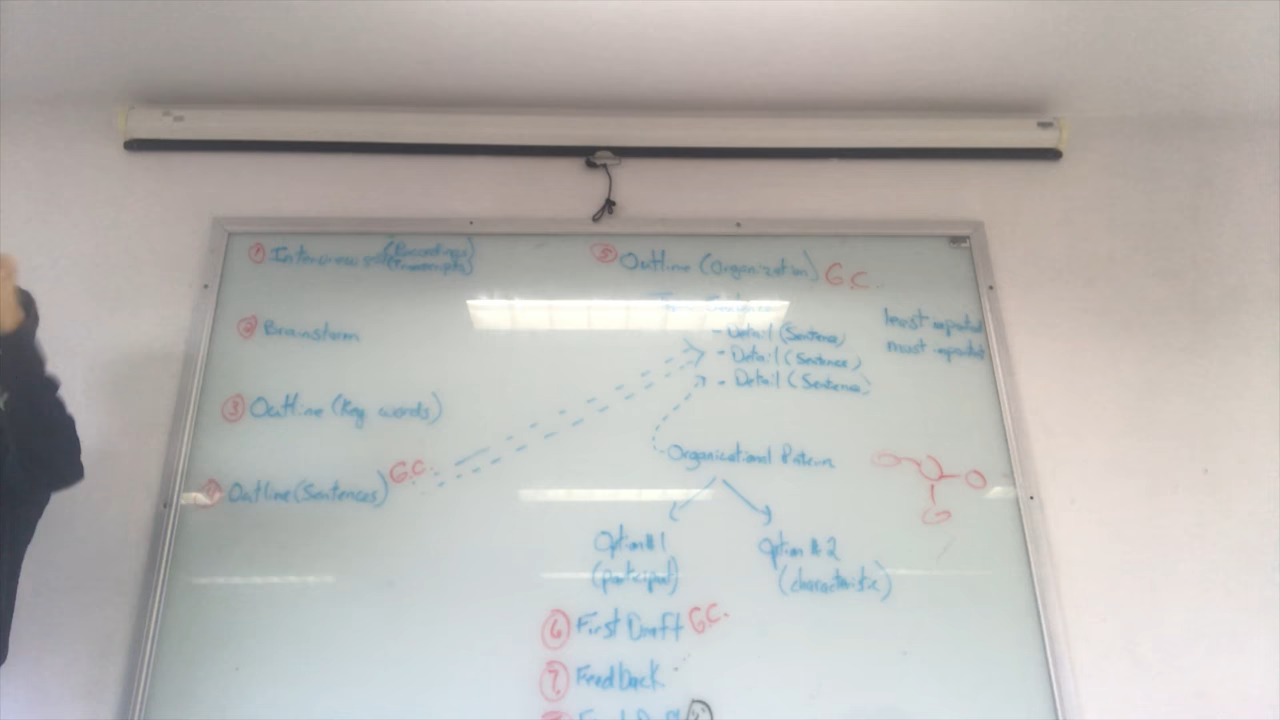 ① Interviews (Recordings)
(Transcripts)
② Brainstorm
③ Outline (Key words)
④ Outline (Sentences) G.C.
⑤ Outline (Organization) G.C.
- Detail (Sentence)
- Detail (Sentence)
- Detail (Sentence)
least important
most important
Organizational Pattern
Option #1
(participal)
Option #2
(characteristic)
⑥ First Draft G.C.
⑦ Feedback